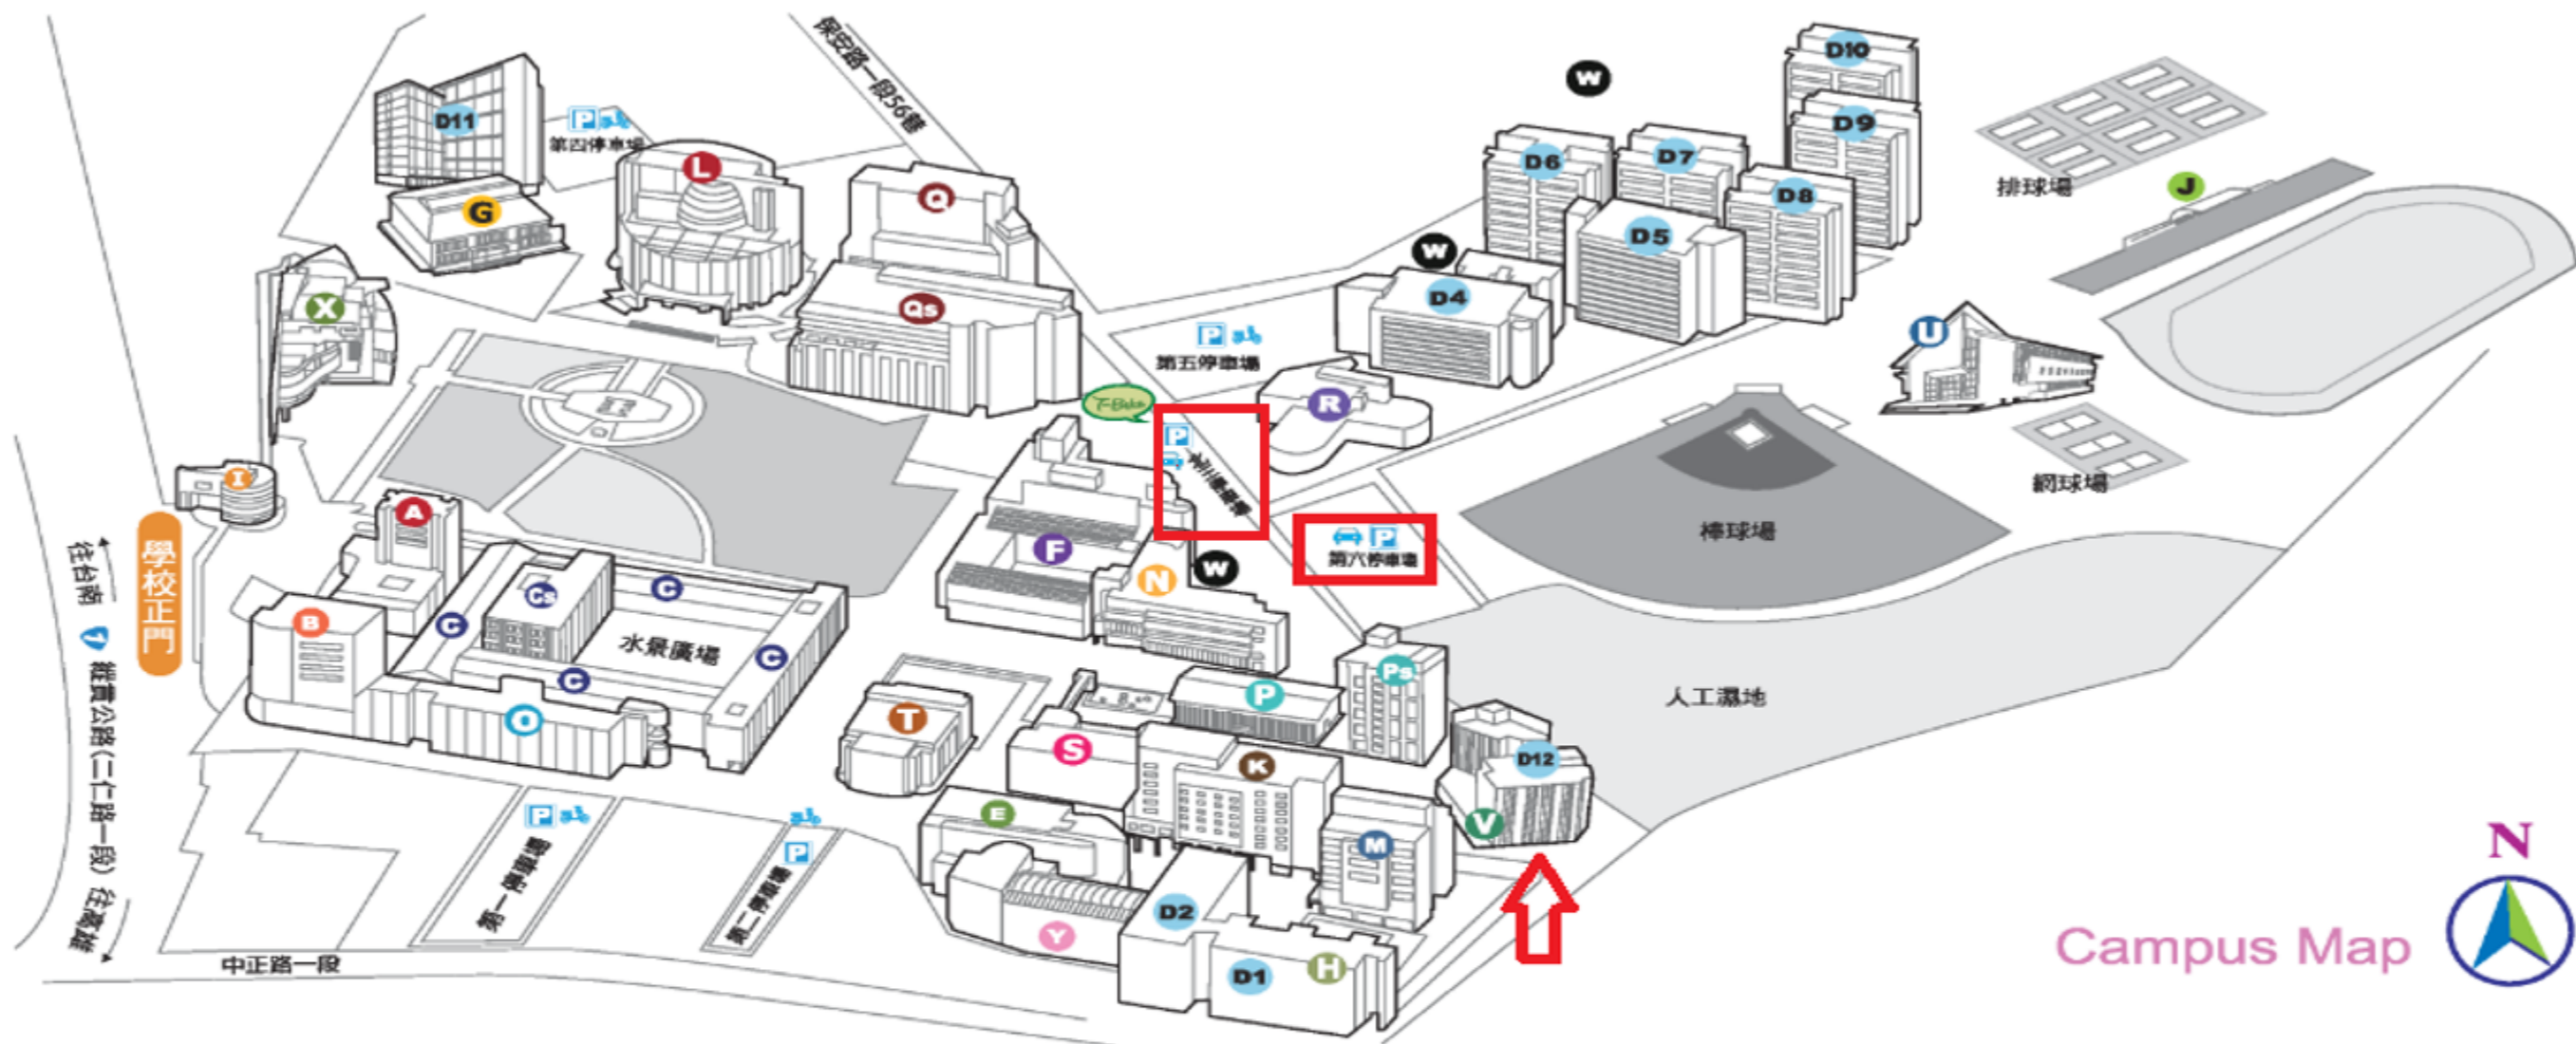 保安路一段56巷
D10
W
D11
P
第四停車場
D9
L
D6
D7
Q
D8
排球場
J
G
D5
W
D4
X
Qs
U
P
第五停車場
R
T-Bake
P
第三停車場
網球場
I
A
棒球場
P
第六停車場
學校正門
往台南
1
縱貫公路(二仁路一段)
往高雄
F
N
W
C
Cs
C
B
水景廣場
C
C
Ps
P
人工濕地
O
T
S
D12
K
E
V
M
P
第一停車場
P
第二停車場
N
D2
Y
H
D1
Campus Map
中正路一段